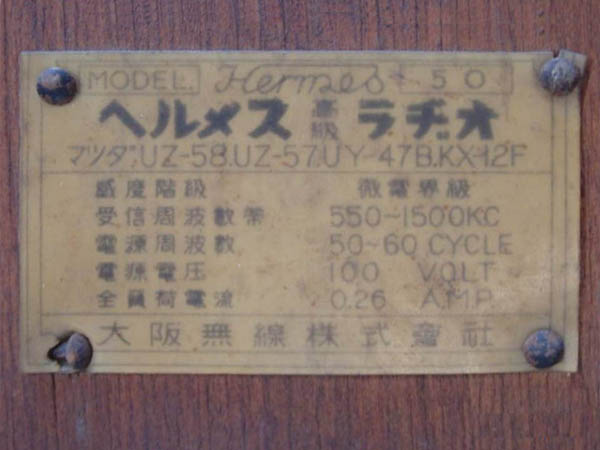 MODEL Hermes 50
ヘルメス 高級 ラヂオ
マツダ UZ-58.UZ-57.UY-47B.KX-12F
感度階級 微電界級
受信周波數帯 550~1500KC
電源周波數 50~60 CYCLE
電源電圧 100 VOLT
全負荷電流 0.26 AMP
大阪無線株式會社